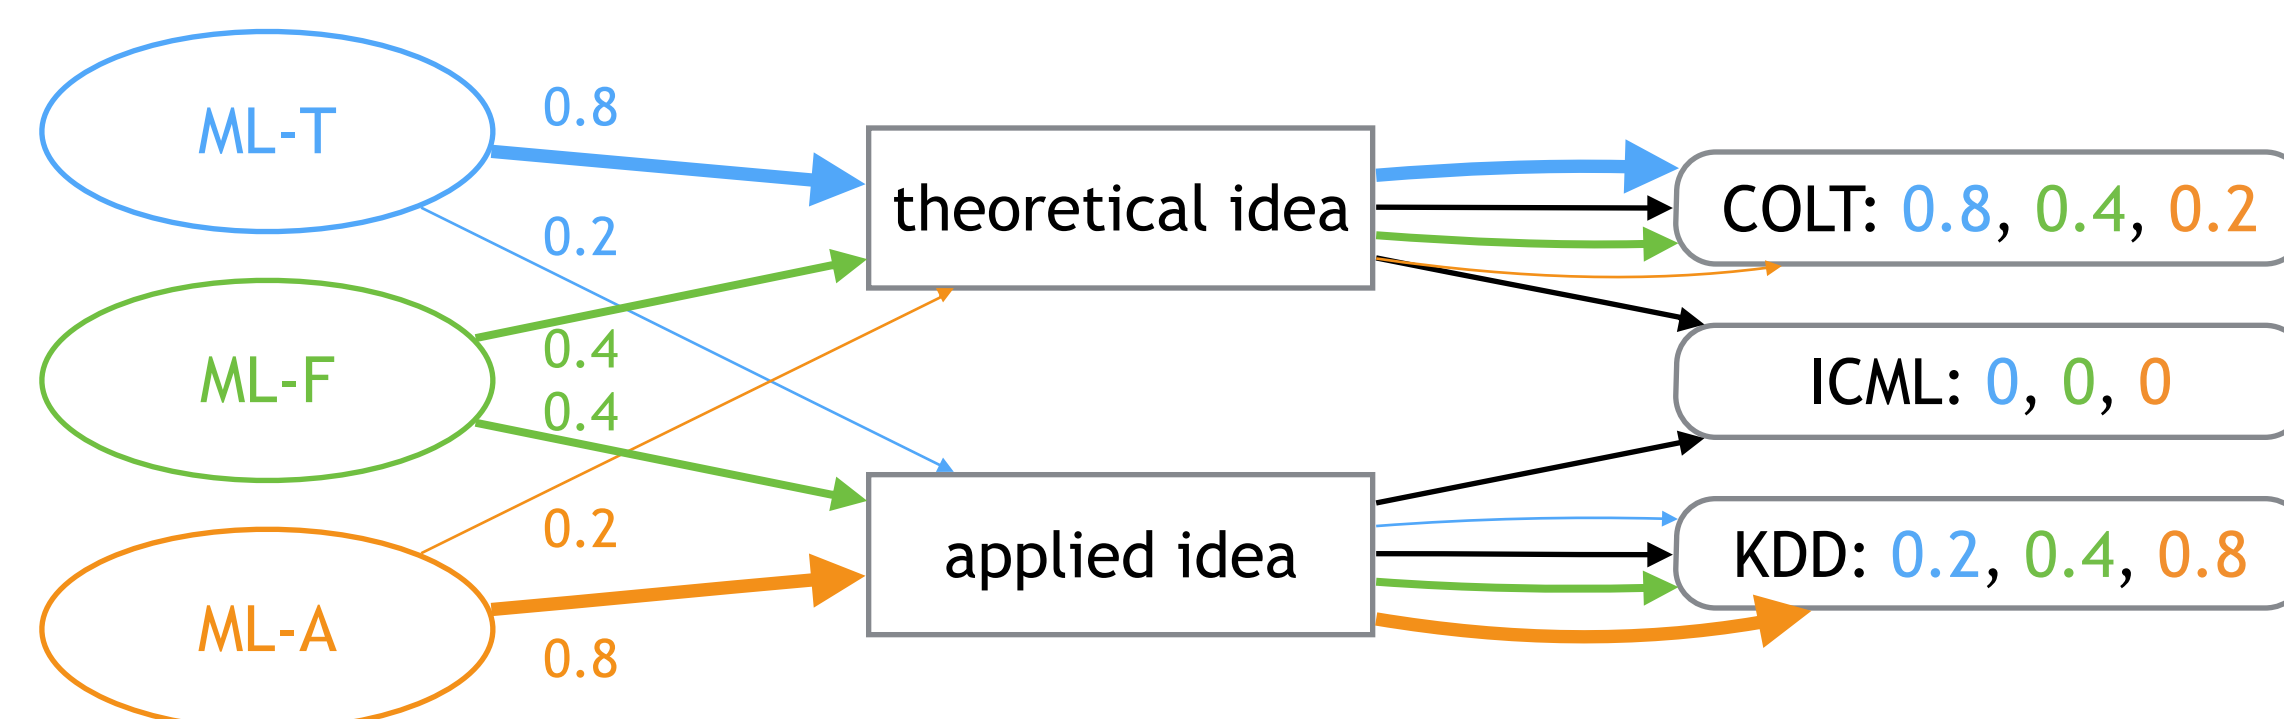 ML-T
0.8
0.2
ML-F
0.4
0.4
ML-A
0.2
0.8
theoretical idea
applied idea
COLT: 0.8, 0.4, 0.2
ICML: 0, 0, 0
KDD: 0.2, 0.4, 0.8